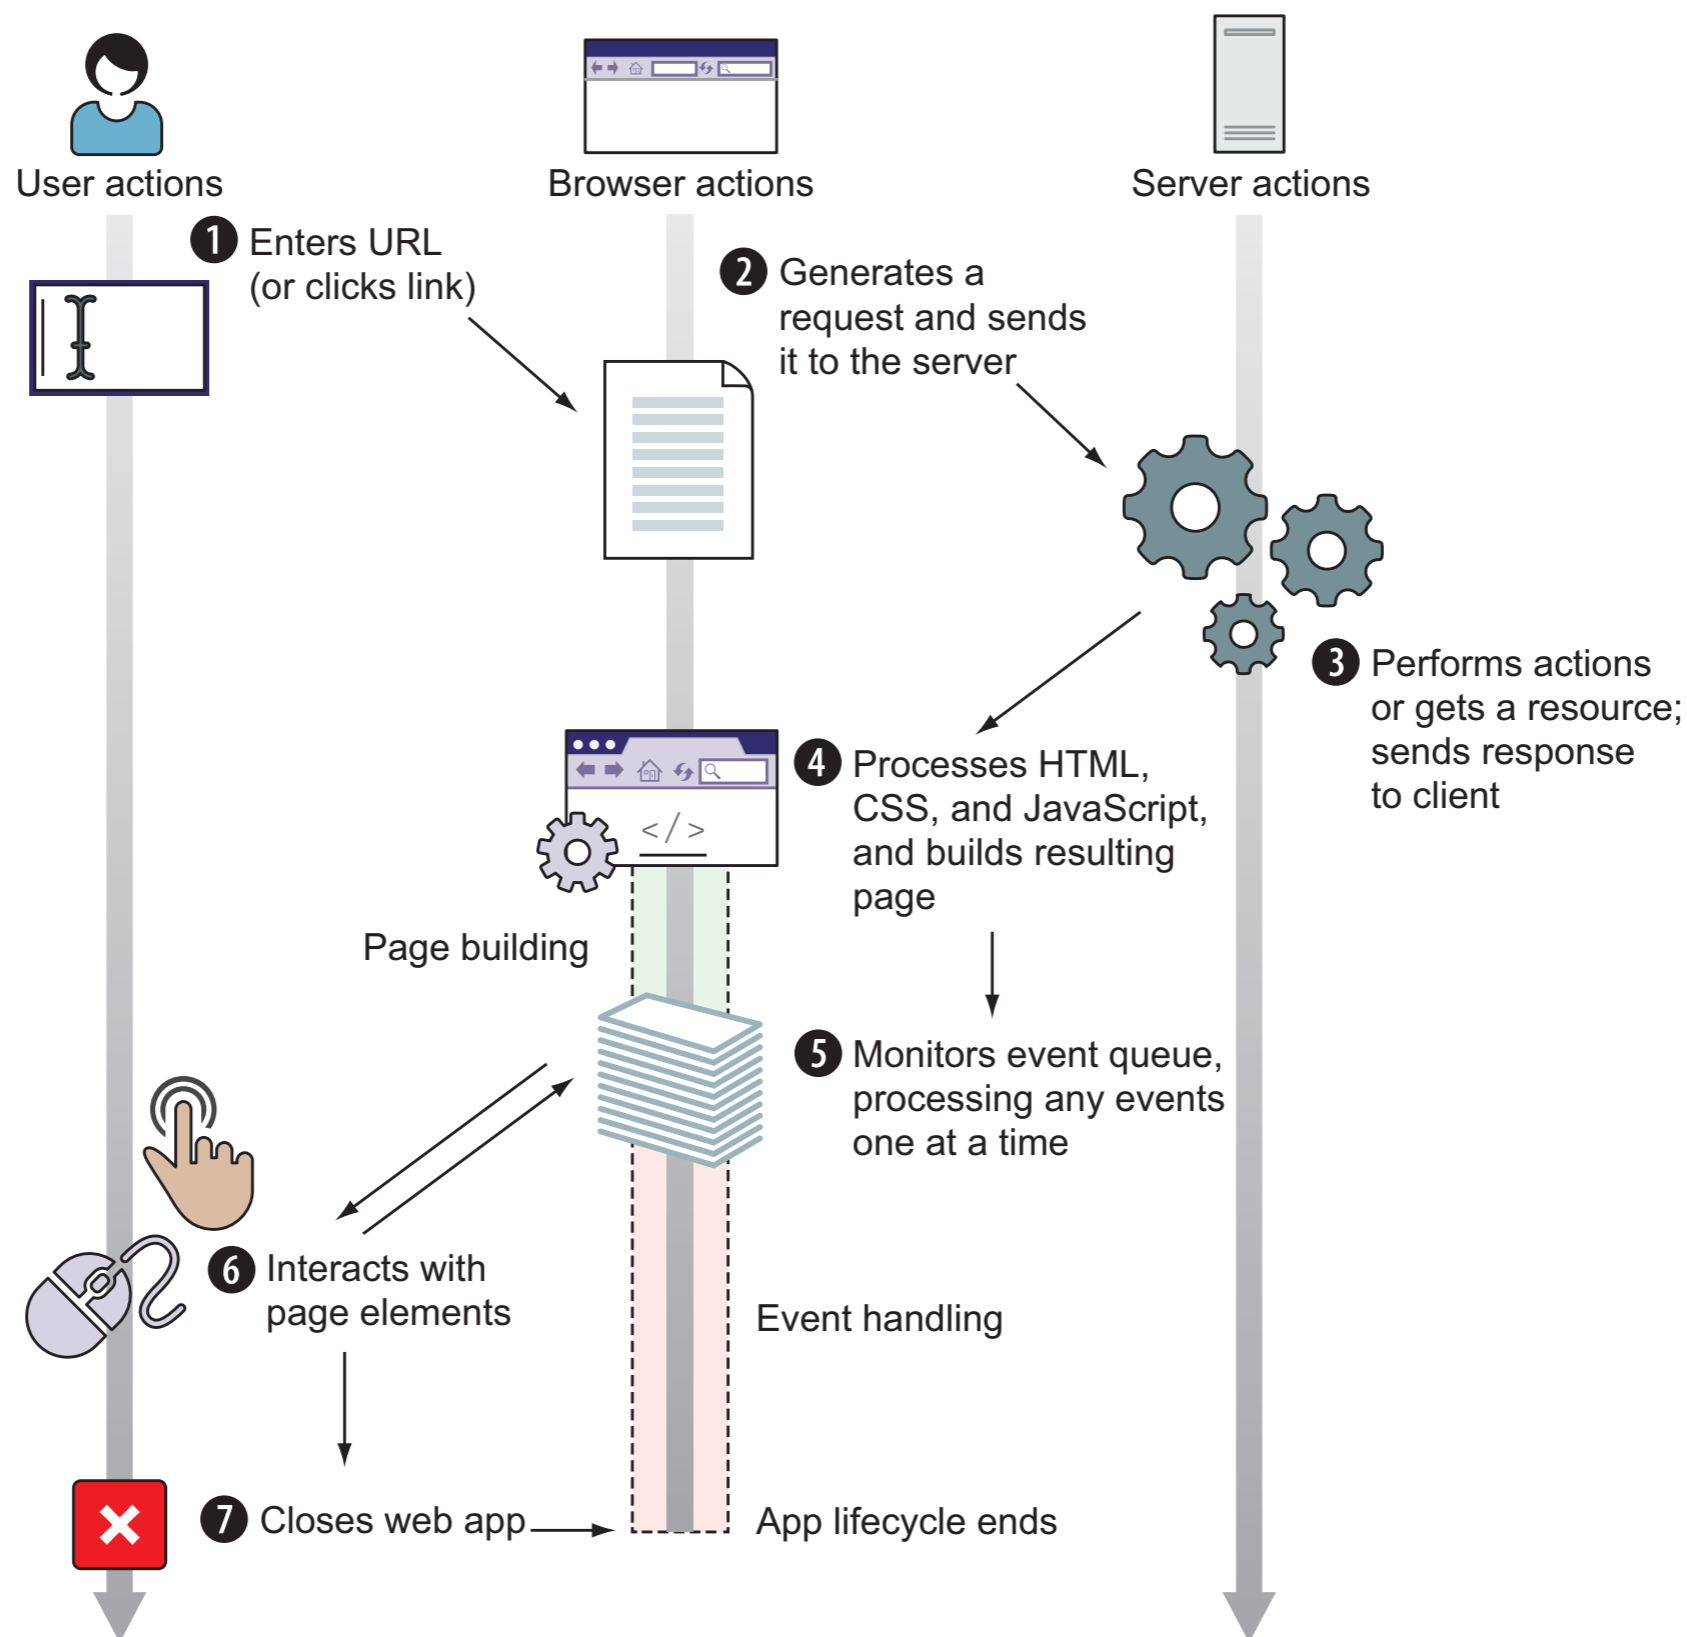 User actions
Browser actions
Server actions
1 Enters URL
(or clicks link)
2 Generates a
request and sends
it to the server
3 Performs actions
or gets a resource;
sends response
to client
4 Processes HTML,
CSS, and JavaScript,
and builds resulting
page
</>
Page building
5 Monitors event queue,
processing any events
one at a time
6 Interacts with
page elements
Event handling
7 Closes web app
App lifecycle ends